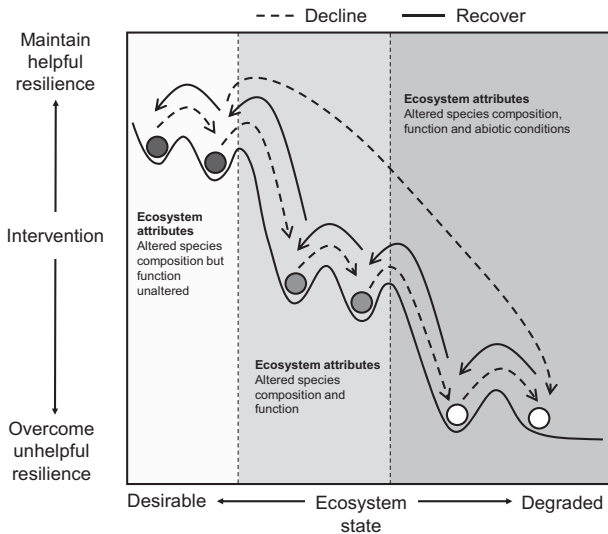 Decline
Recover
Maintain
helpful
resilience
Intervention
Overcome
unhelpful
resilience
Ecosystem
attributes
Altered species
composition but
function
unaltered
Ecosystem attributes
Altered species
composition and
function
Ecosystem attributes
Altered species composition,
function and abiotic conditions
Desirable
Ecosystem
state
Degraded